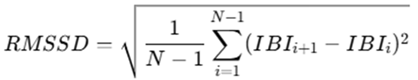 RMSSD = \sqrt{\frac{1}{N-1}\sum_{i=1}^{N-1}(IBI_{i+1} - IBI_i)^2}